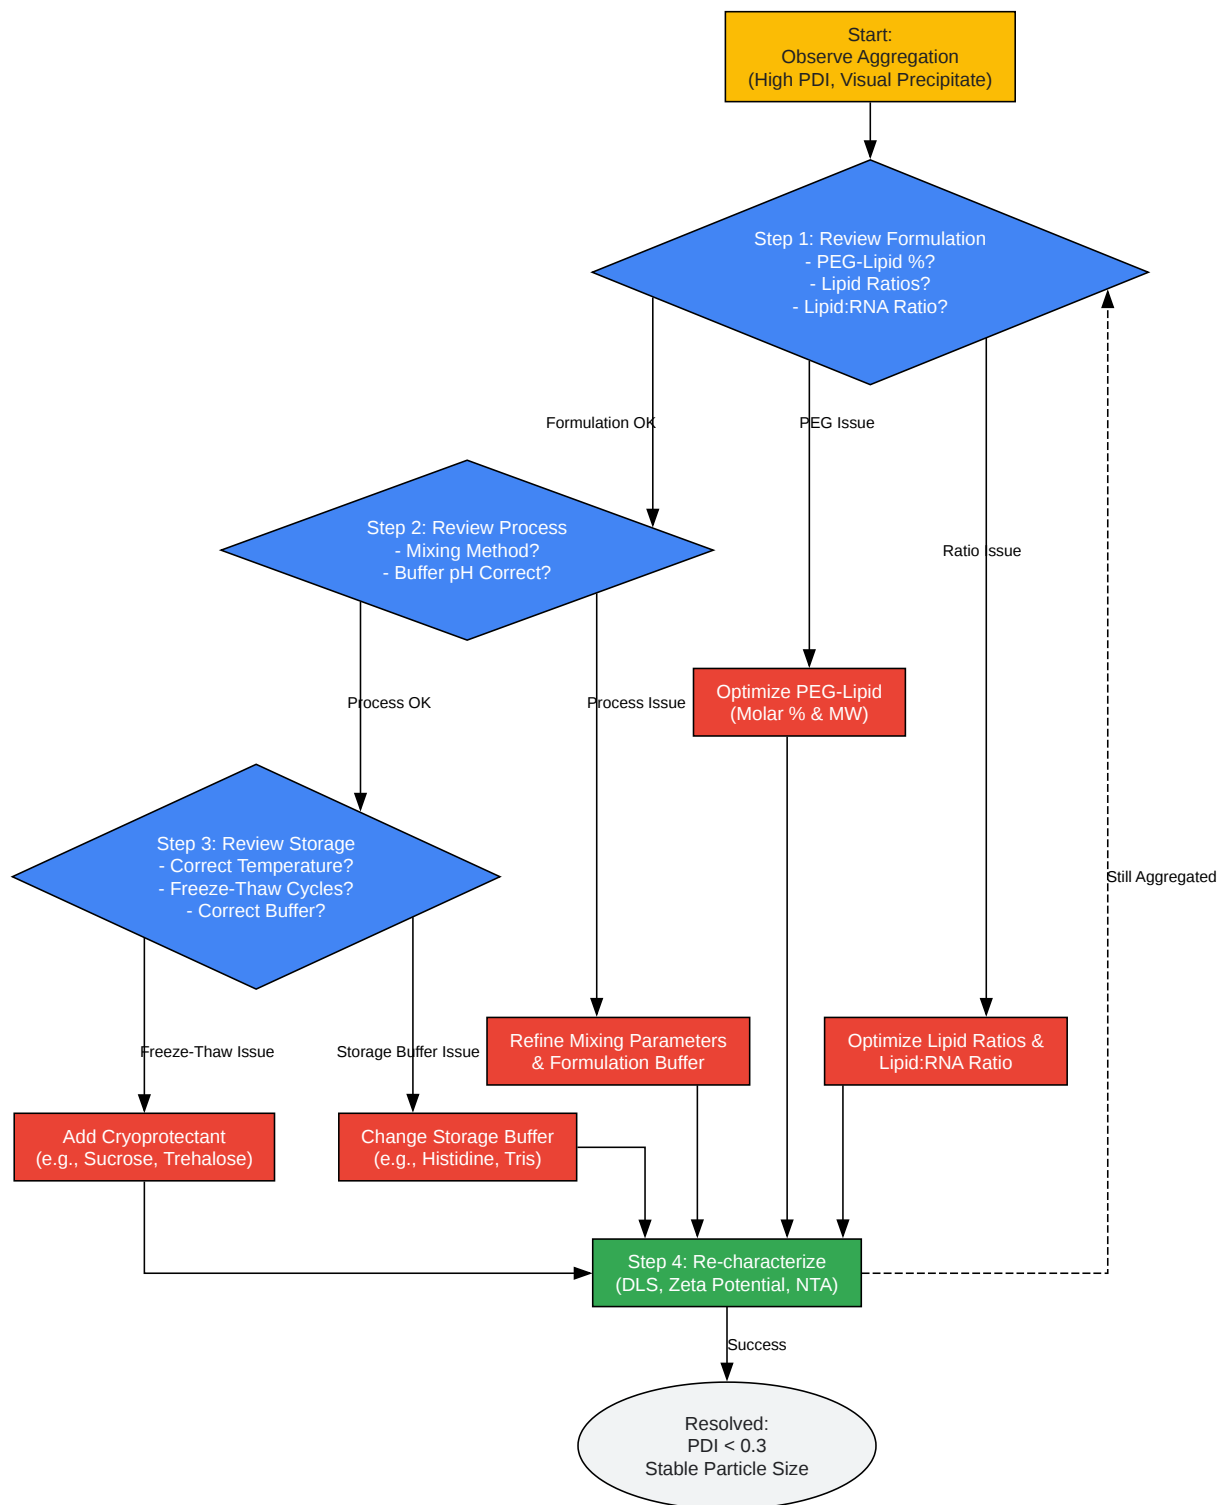 Start:
Observe Aggregation
(High PDI, Visual Precipitate)
Step 1: Review Formulation
- PEG-Lipid %?
- Lipid Ratios?
- Lipid:RNA Ratio?
Formulation OK
PEG Issue
Ratio Issue
Step 2: Review Process
- Mixing Method?
- Buffer pH Correct?
Process OK
Process Issue
Optimize PEG-Lipid
(Molar % & MW)
Step 3: Review Storage
- Correct Temperature?
- Freeze-Thaw Cycles?
- Correct Buffer?
Still Aggregated
Freeze-Thaw Issue
Storage Buffer Issue
Refine Mixing Parameters
& Formulation Buffer
Optimize Lipid Ratios &
Lipid:RNA Ratio
Add Cryoprotectant
(e.g., Sucrose, Trehalose)
Change Storage Buffer
(e.g., Histidine, Tris)
Step 4: Re-characterize
(DLS, Zeta Potential, NTA)
Success
Resolved:
PDI < 0.3
Stable Particle Size